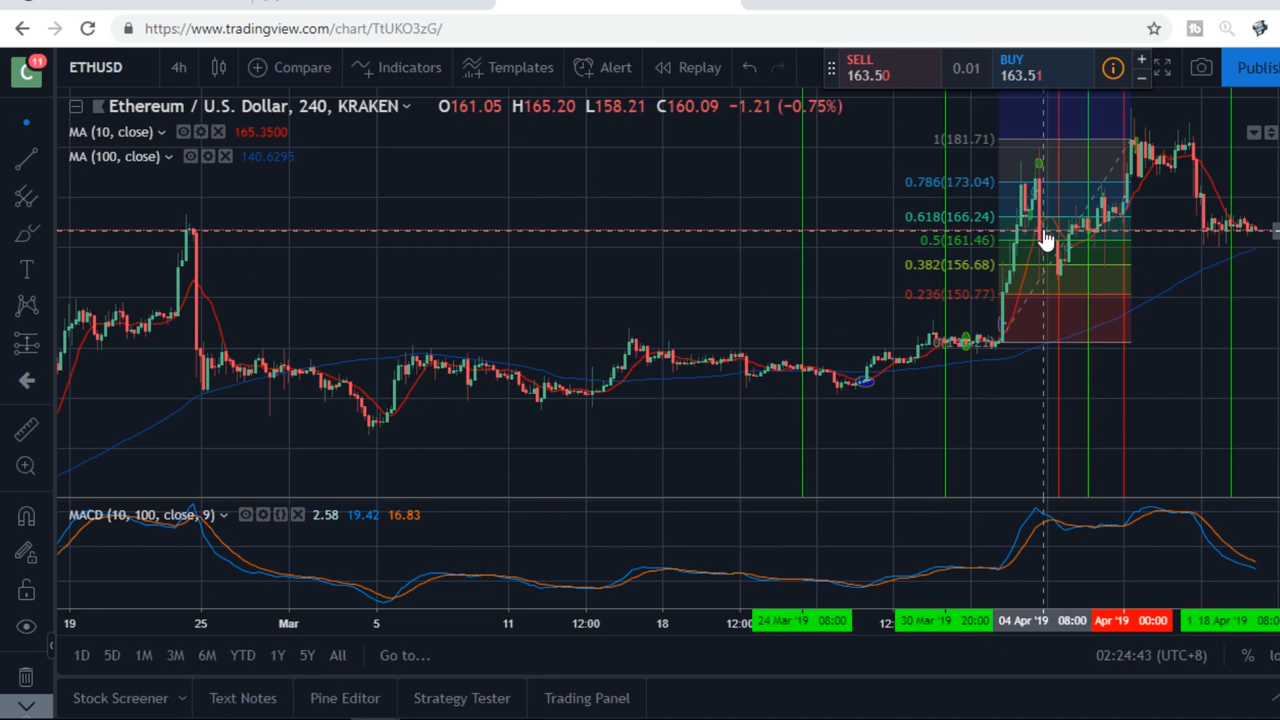 https://www.tradingview.com/chart/TtUKO3zG/
C 11
ETHUSD 4h Compare Indicators Templates Alert Replay
SELL 163.50 0.01 BUY 163.51
Publis
Ethereum / U.S. Dollar, 240, KRAKEN O161.05 H165.20 L158.21 C160.09 −1.21 (−0.75%)
MA (10, close) 165.3500
MA (100, close) 140.6295
1(181.71)
0.786(173.04)
0.618(166.24)
0.5(161.46)
0.382(156.68)
0.236(150.77)
MACD (10, 100, close, 9) 2.58 19.42 16.83
19 25 Mar 5 11 12:00 18 12:00 24 Mar '19 08:00 12: 30 Mar '19 20:00 04 Apr '19 08:00 Apr '19 00:00 1 18 Apr '19 08:0
1D 5D 1M 3M 6M YTD 1Y 5Y All Go to... 02:24:43 (UTC+8) % lo
Stock Screener Text Notes Pine Editor Strategy Tester Trading Panel